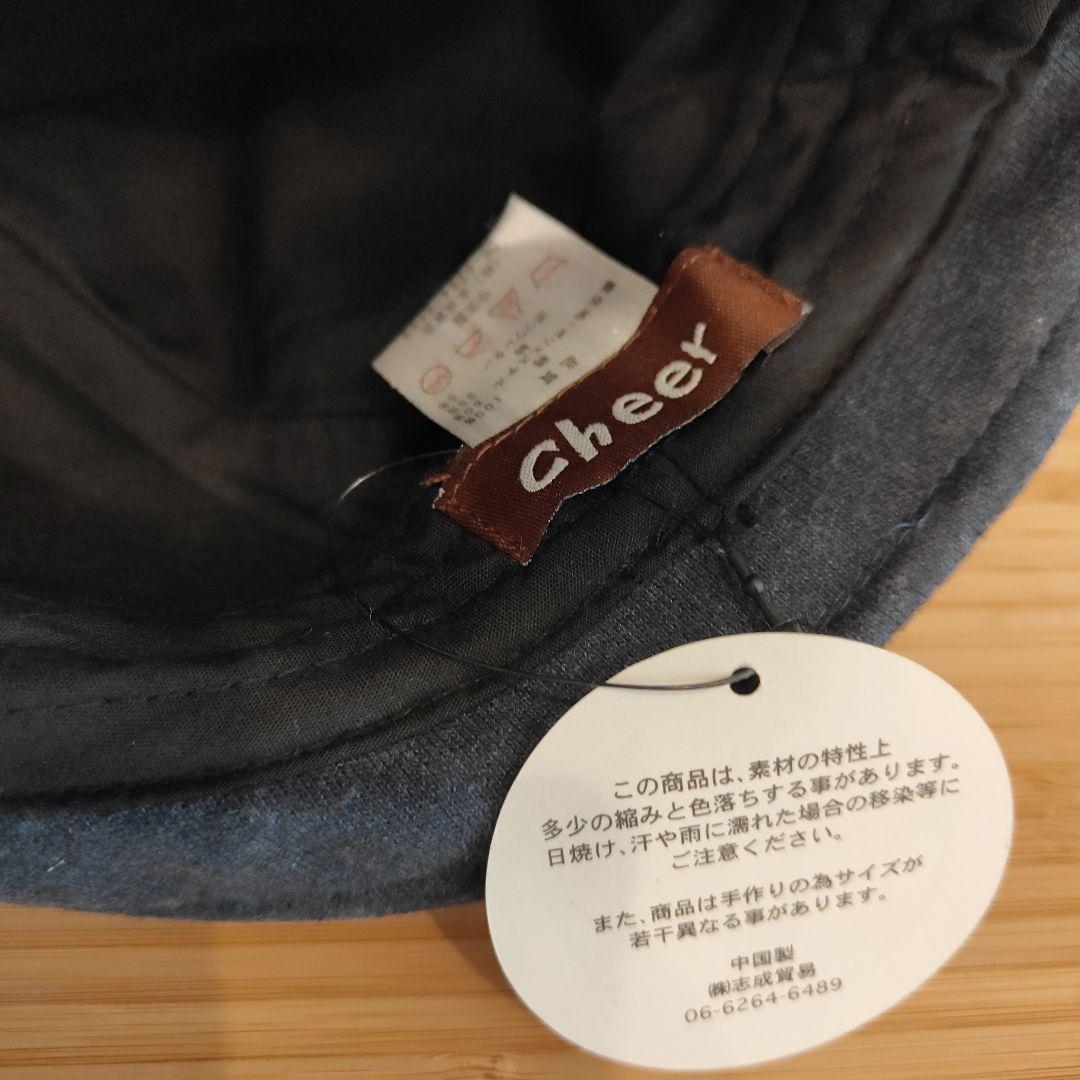 Cheer
この商品は、素材の特性上
多少の縮みと色落ちする事があります。
日焼け、汗や雨に濡れた場合の移染等に
ご注意ください。
また、商品は手作りの為サイズが
若干異なる事があります。
中国製
㈱志成貿易
06-6264-6489